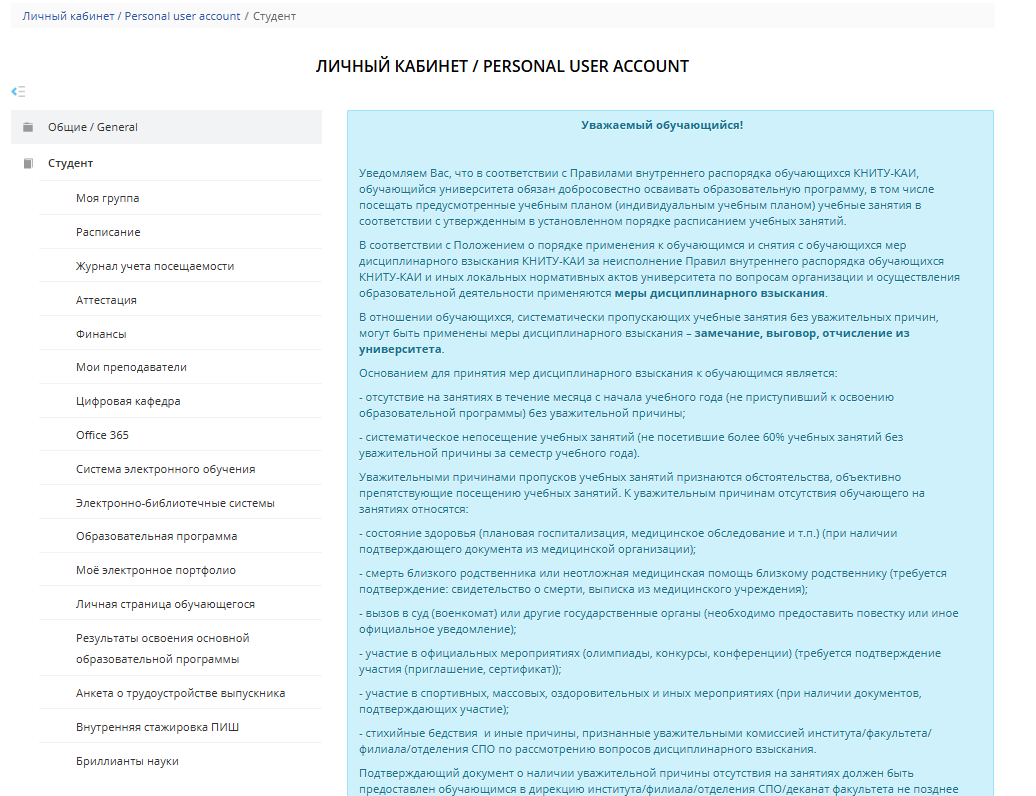 Личный кабинет / Personal user account / Студент
ЛИЧНЫЙ КАБИНЕТ / PERSONAL USER ACCOUNT
Общие / General
Студент
Моя группа
Расписание
Журнал учета посещаемости
Аттестация
Финансы
Мои преподаватели
Цифровая кафедра
Office 365
Система электронного обучения
Электронно-библиотечные системы
Образовательная программа
Моё электронное портфолио
Личная страница обучающегося
Результаты освоения основной
образовательной программы
Анкета о трудоустройстве выпускника
Внутренняя стажировка ПИШ
Бриллианты науки
Уважаемый обучающийся!
Уведомляем Вас, что в соответствии с Правилами внутреннего распорядка обучающихся КНИТУ-КАИ,
обучающийся университета обязан добросовестно осваивать образовательную программу, в том числе
посещать предусмотренные учебным планом (индивидуальным учебным планом) учебные занятия в
соответствии с утвержденным в установленном порядке расписанием учебных занятий.
В соответствии с Положением о порядке применения к обучающимся и снятия с обучающихся мер
дисциплинарного взыскания КНИТУ-КАИ за неисполнение Правил внутреннего распорядка обучающихся
КНИТУ-КАИ и иных локальных нормативных актов университета по вопросам организации и осуществления
образовательной деятельности применяются меры дисциплинарного взыскания.
В отношении обучающихся, систематически пропускающих учебные занятия без уважительных причин,
могут быть применены меры дисциплинарного взыскания – замечание, выговор, отчисление из
университета.
Основанием для принятия мер дисциплинарного взыскания к обучающимся является:
- отсутствие на занятиях в течение месяца с начала учебного года (не приступивший к освоению
образовательной программы) без уважительной причины;
- систематическое непосещение учебных занятий (не посетившие более 60% учебных занятий без
уважительной причины за семестр учебного года).
Уважительными причинами пропусков учебных занятий признаются обстоятельства, объективно
препятствующие посещению учебных занятий. К уважительным причинам отсутствия обучающего на
занятиях относятся:
- состояние здоровья (плановая госпитализация, медицинское обследование и т.п.) (при наличии
подтверждающего документа из медицинской организации);
- смерть близкого родственника или неотложная медицинская помощь близкому родственнику (требуется
подтверждение: свидетельство о смерти, выписка из медицинского учреждения);
- вызов в суд (военкомат) или другие государственные органы (необходимо предоставить повестку или иное
официальное уведомление);
- участие в официальных мероприятиях (олимпиады, конкурсы, конференции) (требуется подтверждение
участия (приглашение, сертификат));
- участие в спортивных, массовых, оздоровительных и иных мероприятиях (при наличии документов,
подтверждающих участие);
- стихийные бедствия и иные причины, признанные уважительными комиссией института/факультета/
филиала/отделения СПО по рассмотрению вопросов дисциплинарного взыскания.
Подтверждающий документ о наличии уважительной причины отсутствия на занятиях должен быть
предоставлен обучающимся в дирекцию института/филиала/отделения СПО/деканат факультета не позднее